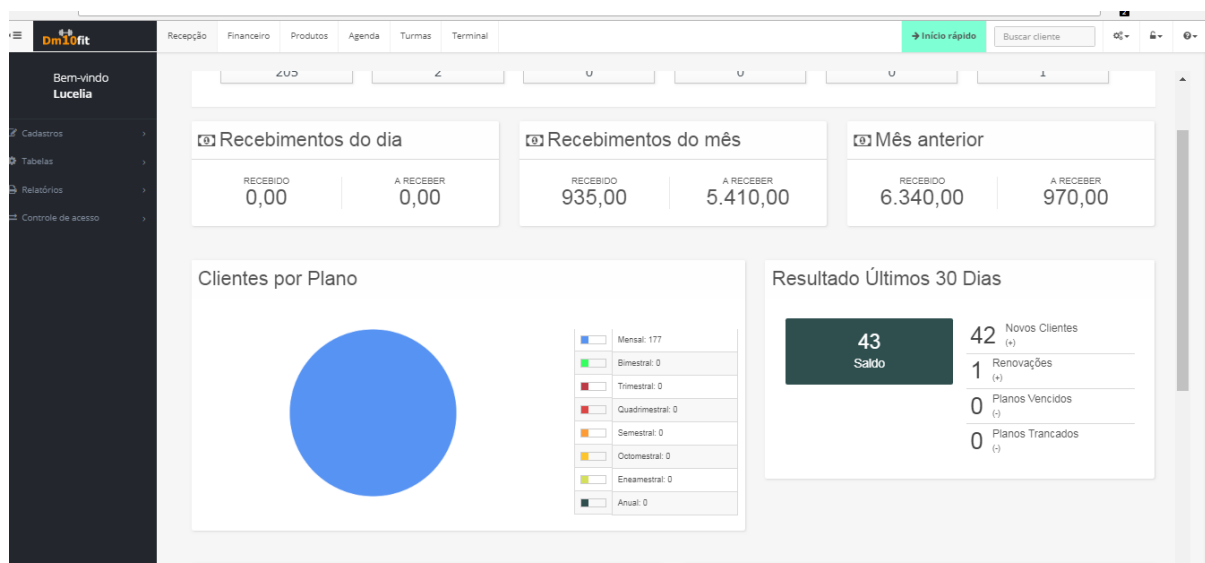 2
Dm10fit
Recepção Financeiro Produtos Agenda Turmas Terminal
Início rápido
Buscar cliente
Bem-vindo
Lucelia
Cadastros
Tabelas
Relatórios
Controle de acesso
205 2 0 0 0 1
Recebimentos do dia
RECEBIDO A RECEBER
0,00 0,00
Recebimentos do mês
RECEBIDO A RECEBER
935,00 5.410,00
Mês anterior
RECEBIDO A RECEBER
6.340,00 970,00
Clientes por Plano
Mensal: 177
Bimestral: 0
Trimestral: 0
Quadrimestral: 0
Semestral: 0
Octomestral: 0
Eneamestral: 0
Anual: 0
Resultado Últimos 30 Dias
43
Saldo
42 Novos Clientes
(+)
1 Renovações
(+)
0 Planos Vencidos
(-)
0 Planos Trancados
(-)